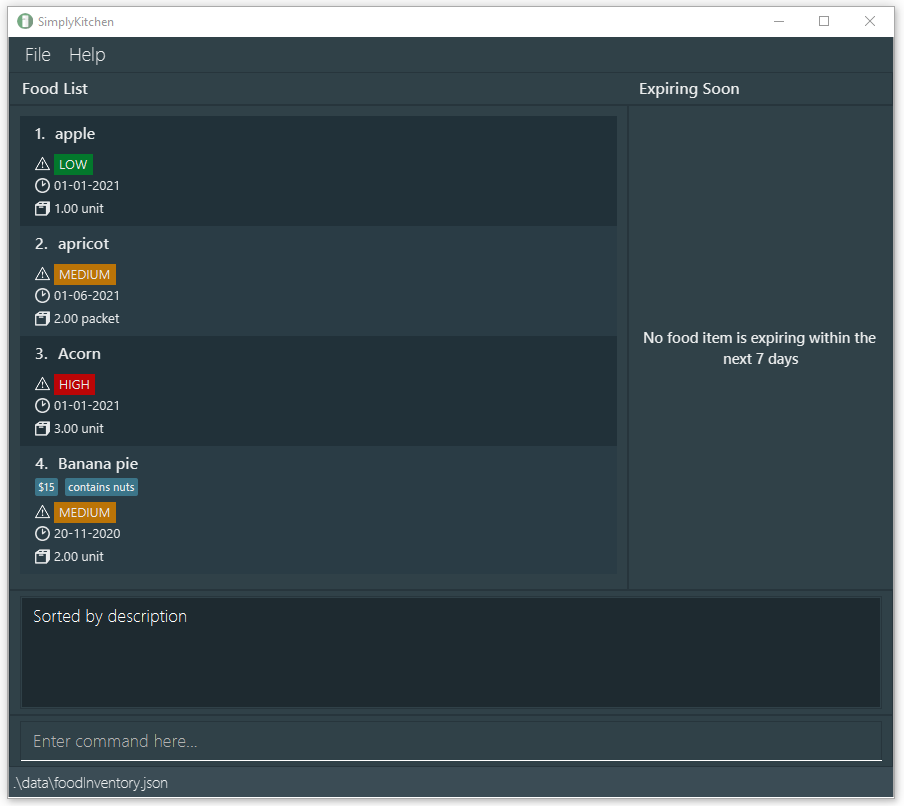 SimplyKitchen
File Help
Food List
Expiring Soon
1. apple
LOW
01-01-2021
1.00 unit
2. apricot
MEDIUM
01-06-2021
2.00 packet
3. Acorn
HIGH
01-01-2021
3.00 unit
4. Banana pie
$15 contains nuts
MEDIUM
20-11-2020
2.00 unit
No food item is expiring within the
next 7 days
Sorted by description
Enter command here...
.\data\foodInventory.json